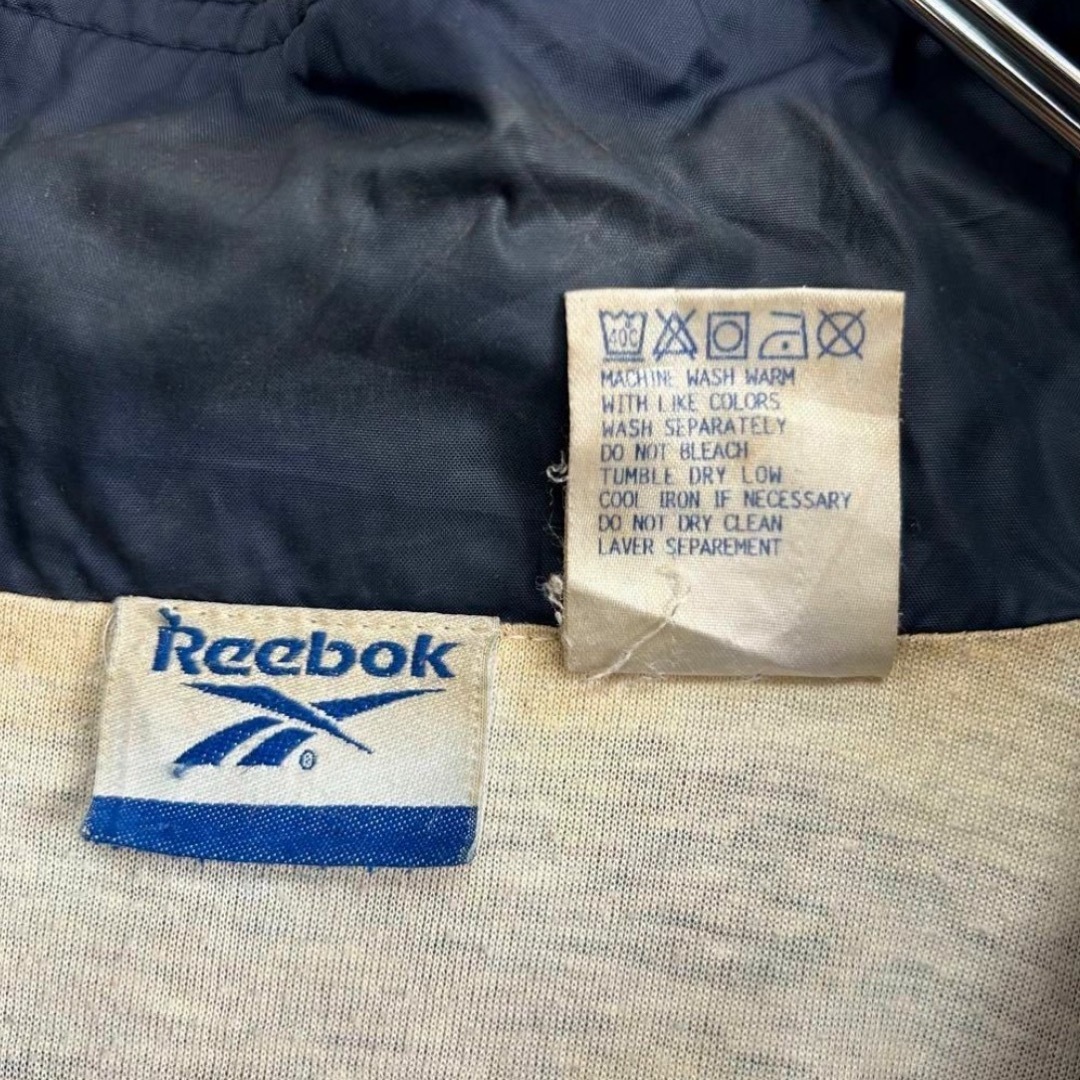 40C
MACHINE WASH WARM
WITH LIKE COLORS
WASH SEPARATELY
DO NOT BLEACH
TUMBLE DRY LOW
COOL IRON IF NECESSARY
DO NOT DRY CLEAN
LAVER SEPAREMENT
Reebok
®